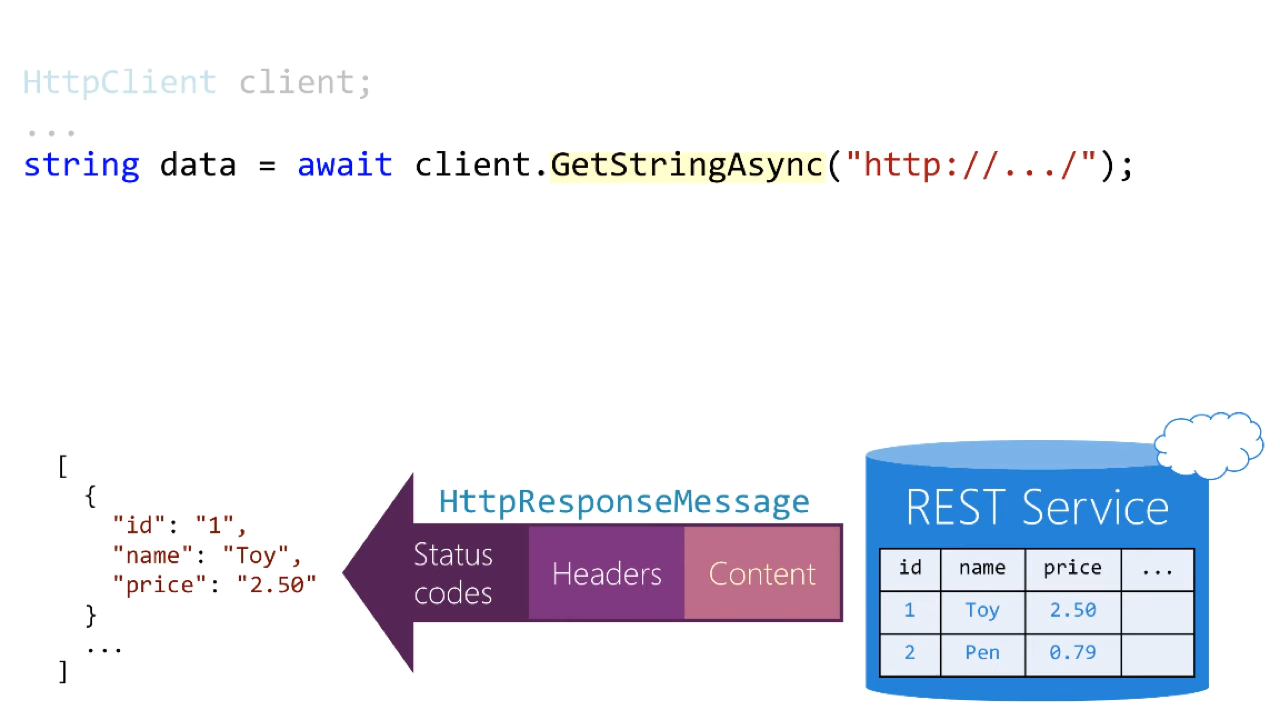 HttpClient client;
...
string data = await client.GetStringAsync("http://.../");
[
{
"id": "1",
"name": "Toy",
"price": "2.50"
}
...
]
HttpResponseMessage
Status
codes
Headers
Content
REST Service
id name price ...
1 Toy 2.50
2 Pen 0.79